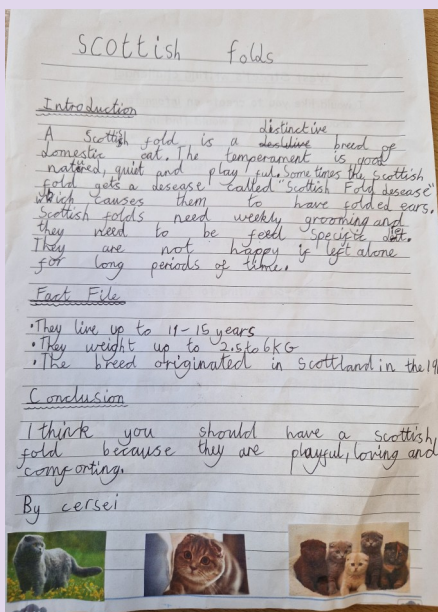 Scottish folds
Introduction
distinctive
A Scottish fold is a breed of
domestic cat. The temperament is good
natured, quiet and play ful. Some times the Scottish
fold gets a desease called "Scottish Fold desease"
which causes them to have folded ears.
Scottish folds need weekly grooming and
they need to be feed specific diet.
They are not happy if left alone
for long periods of time.
Fact File
•They live up to 11-15 years
•They weight up to 2.5 to 6KG
•The breed originated in Scottland in the 19
Conclusion
I think you should have a scottish
fold because they are playful, loving and
comforting.
By cersei